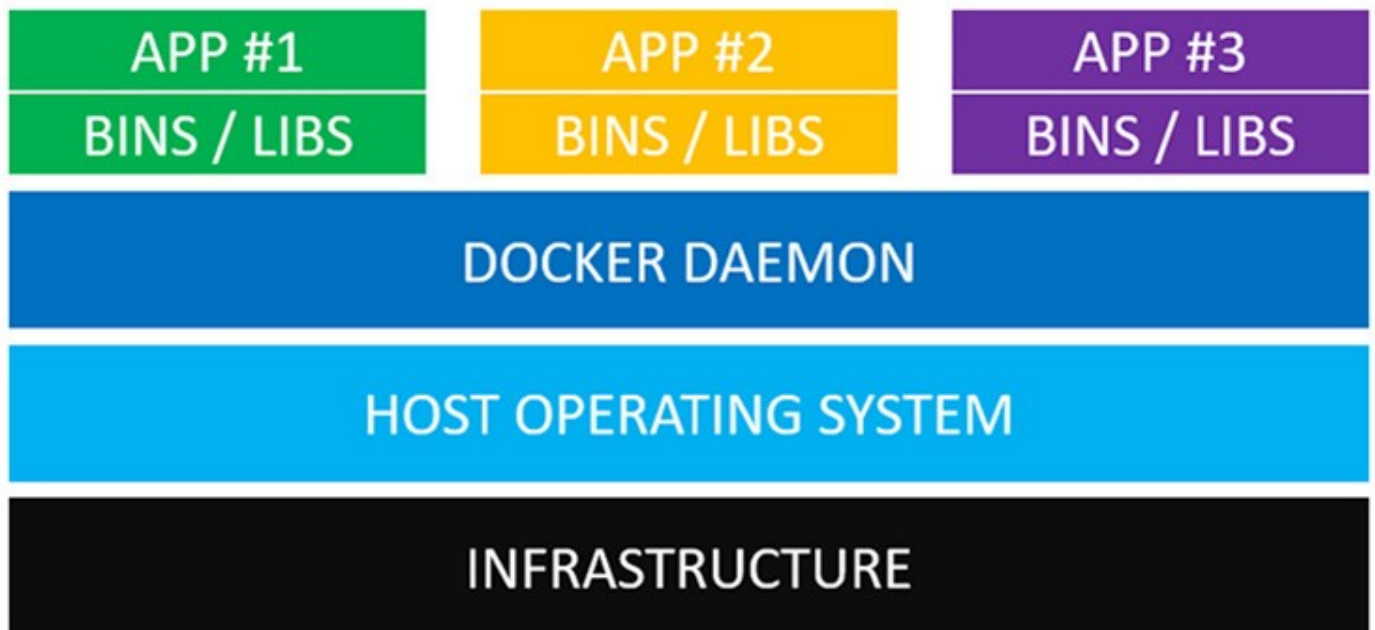 APP #1
BINS / LIBS
APP #2
BINS / LIBS
APP #3
BINS / LIBS
DOCKER DAEMON
HOST OPERATING SYSTEM
INFRASTRUCTURE